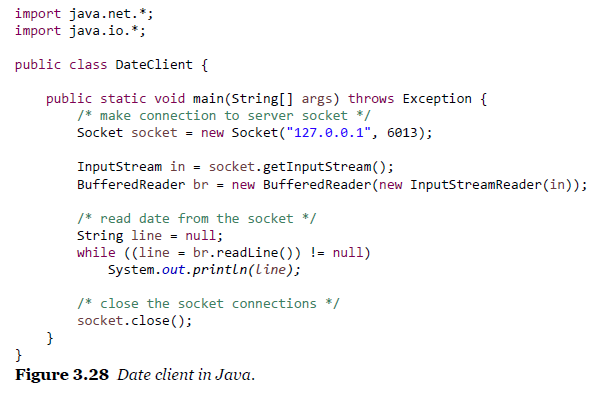 import java.net.*;
import java.io.*;
public class DateClient {
public static void main(String[] args) throws Exception {
/* make connection to server socket */
Socket socket = new Socket("127.0.0.1", 6013);
InputStream in = socket.getInputStream();
BufferedReader br = new BufferedReader(new InputStreamReader(in));
/* read date from the socket */
String line = null;
while ((line = br.readLine()) != null)
System.out.println(line);
/* close the socket connections */
socket.close();
}
}
Figure 3.28 Date client in Java.